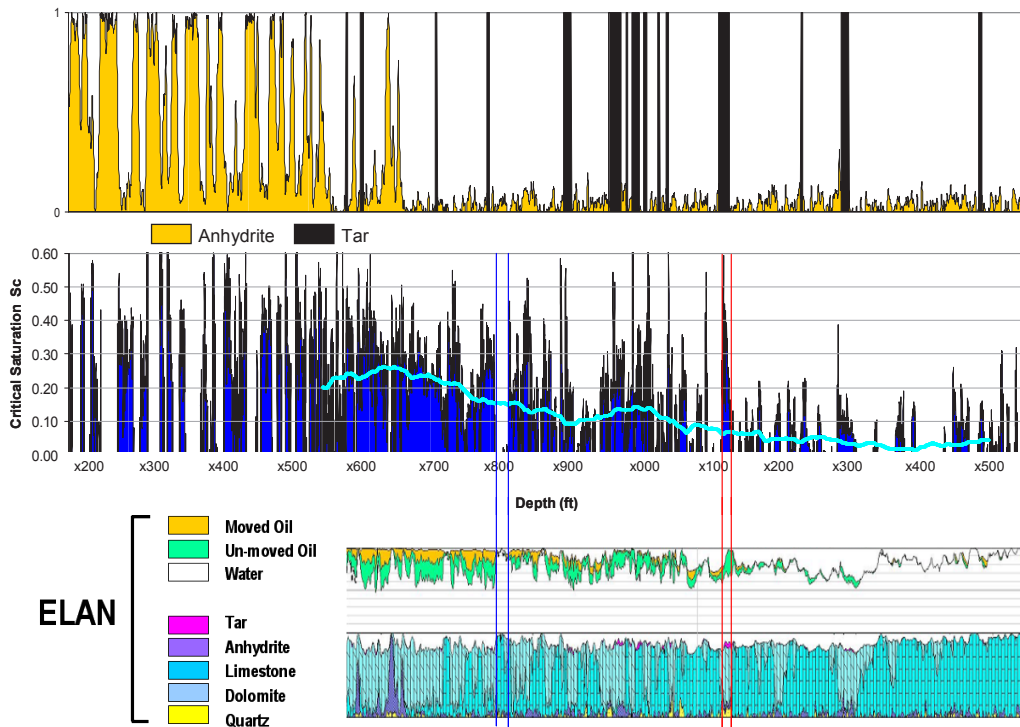 1
0
Anhydrite Tar
Critical Saturation Sc
0.60
0.50
0.40
0.30
0.20
0.10
0.00
x200 x300 x400 x500 x600 x700 x800 x900 x000 x100 x200 x300 x400 x500
Depth (ft)
ELAN
Moved Oil
Un-moved Oil
Water
Tar
Anhydrite
Limestone
Dolomite
Quartz